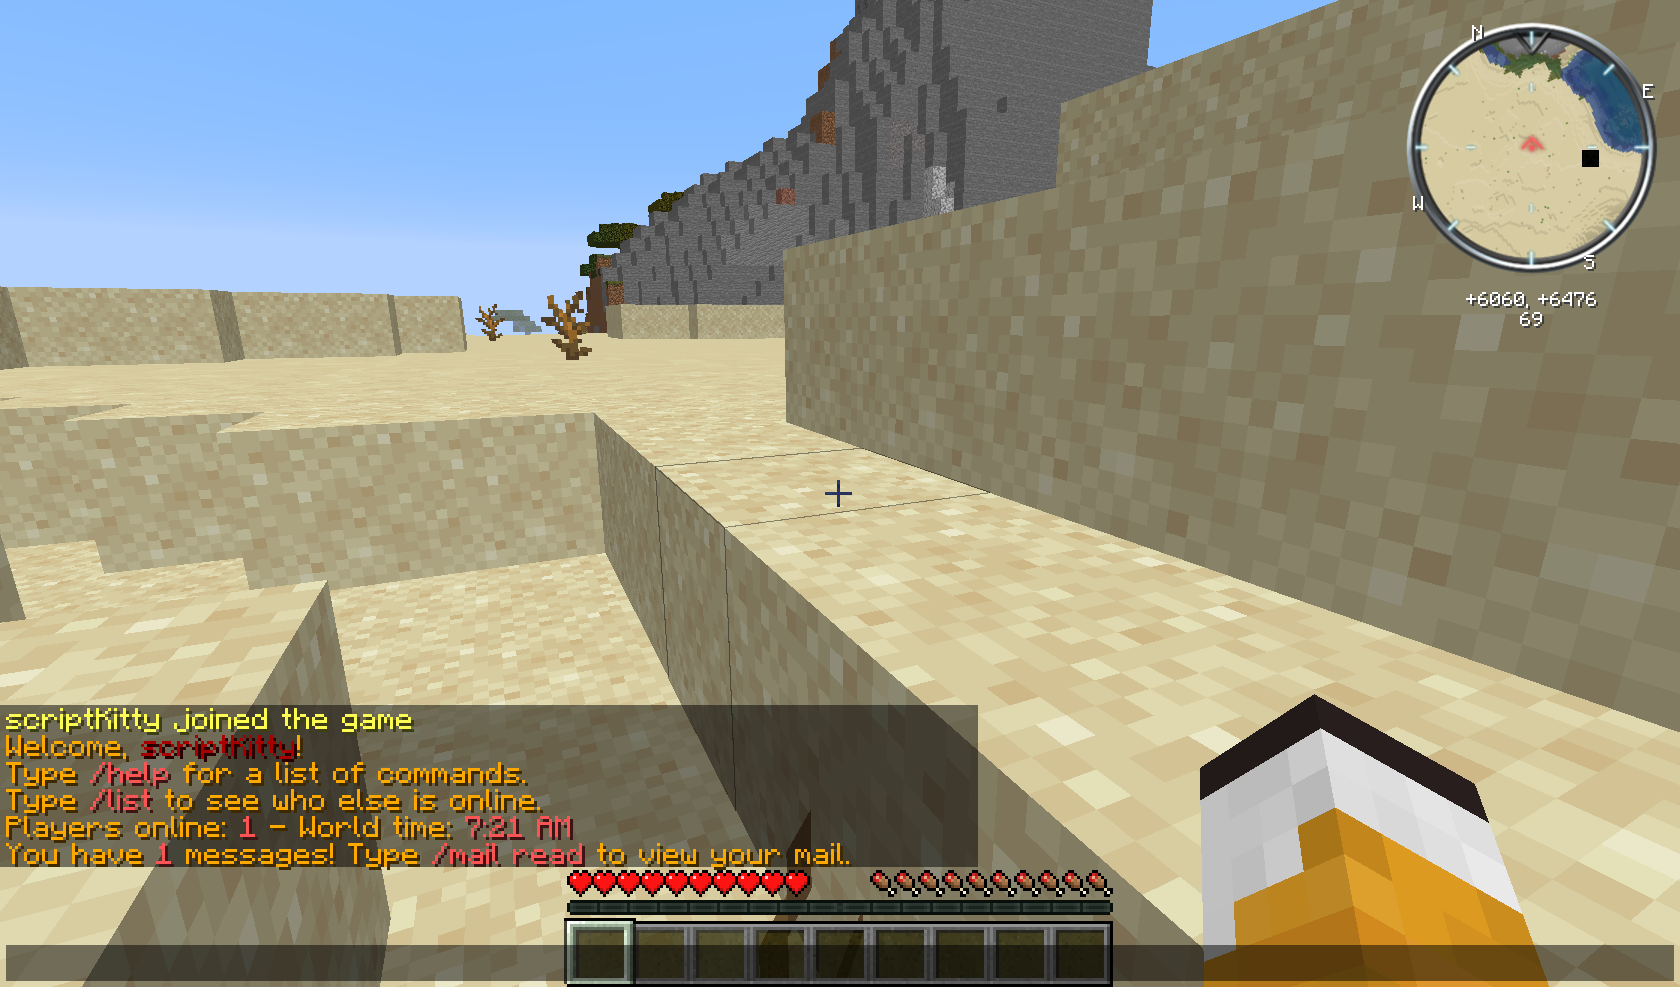 N
E
W
S
+6060, +6476
69
scriptKitty joined the game
Welcome, scriptKitty!
Type /help for a list of commands.
Type /list to see who else is online.
Players online: 1 - World time: 7:21 AM
You have 1 messages! Type /mail read to view your mail.